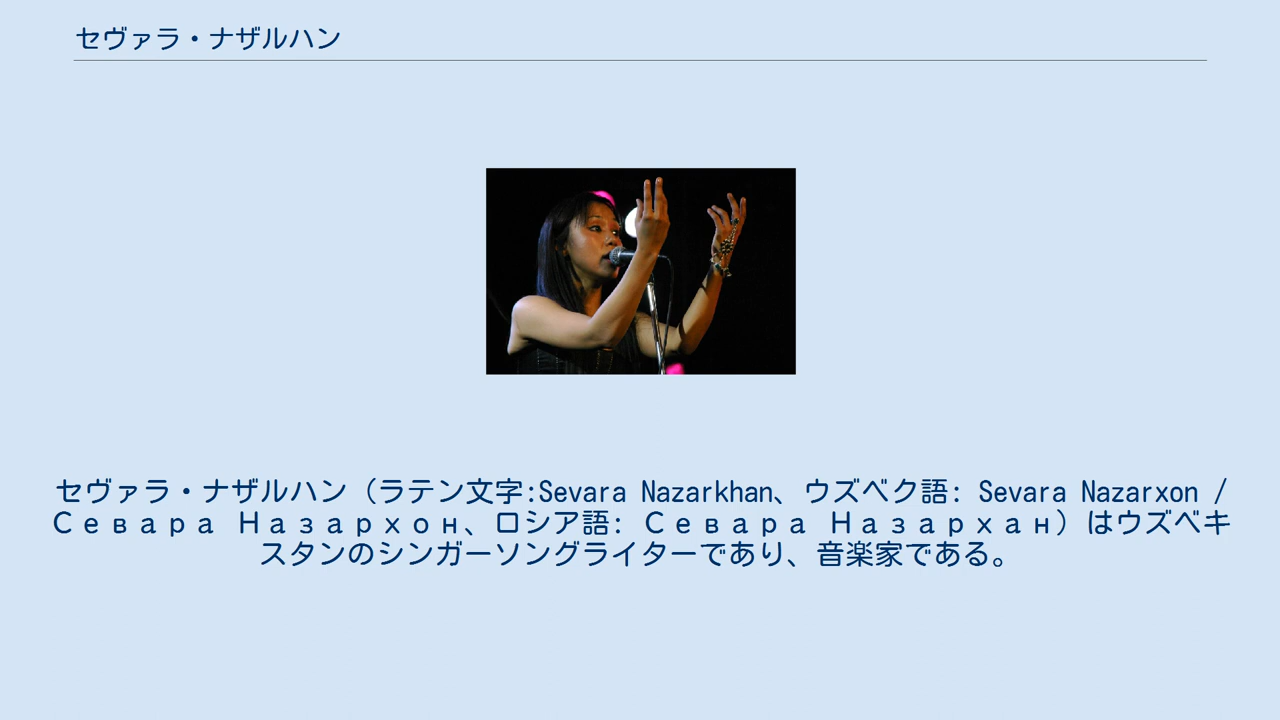 セヴァラ・ナザルハン
セヴァラ・ナザルハン（ラテン文字:Sevara Nazarkhan、ウズベク語: Sevara Nazarxon /
Севара Назархон、ロシア語: Севара Назархан）はウズベキ
スタンのシンガーソングライターであり、音楽家である。